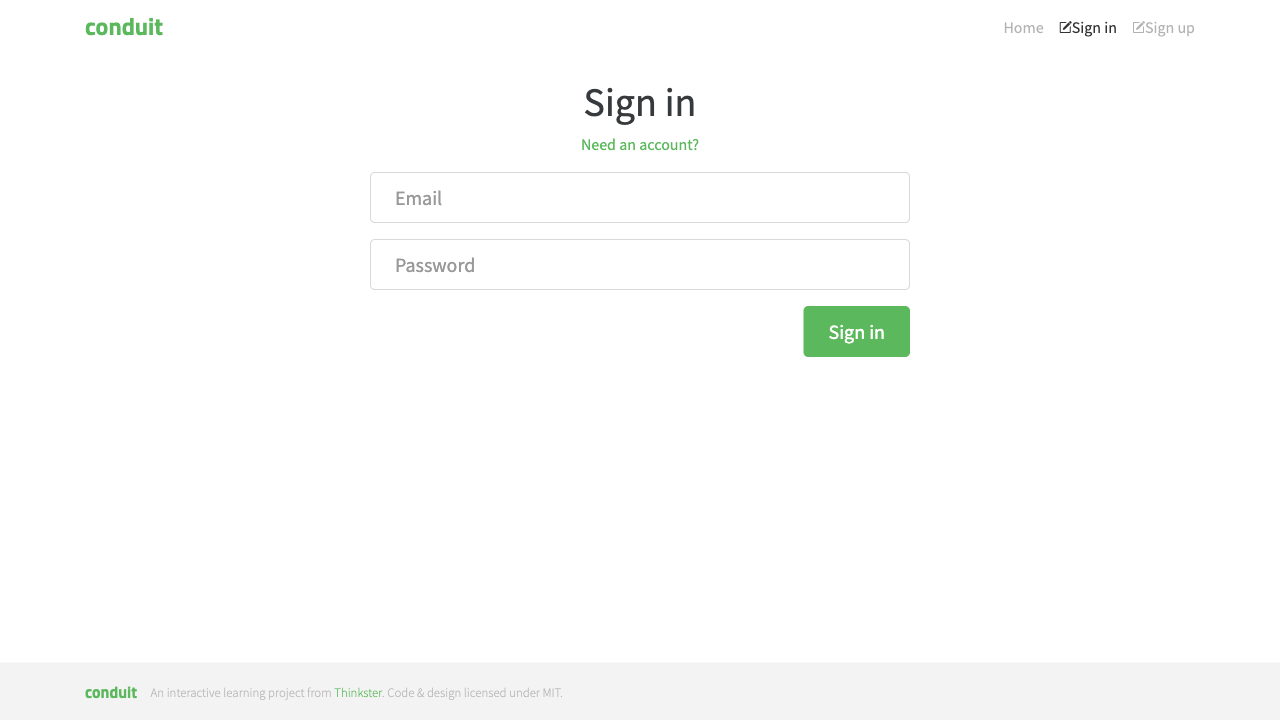 conduit
Home Sign in Sign up
Sign in
Need an account?
Email
Password
Sign in
conduit An interactive learning project from Thinkster. Code & design licensed under MIT.